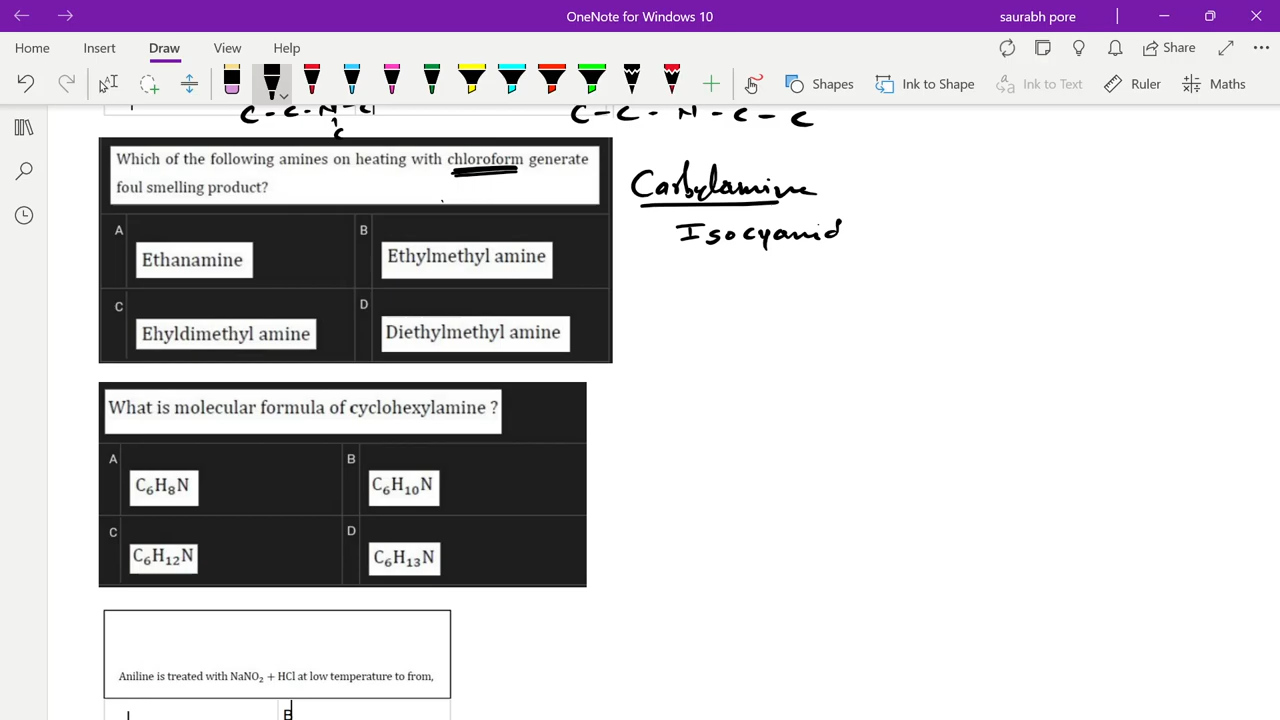 OneNote for Windows 10
saurabh pore
Home Insert Draw View Help
Share
Shapes
Ink to Shape
Ink to Text
Ruler
Maths
C - C - N - C
C
C - C - N - C - C
Which of the following amines on heating with chloroform generate
foul smelling product?
A
Ethanamine
B
Ethylmethyl amine
C
Ehyldimethyl amine
D
Diethylmethyl amine
Carbylamine
Isocyanid
What is molecular formula of cyclohexylamine ?
A
C₆H₈N
B
C₆H₁₀N
C
C₆H₁₂N
D
C₆H₁₃N
Aniline is treated with NaNO₂ + HCl at low temperature to from,
B